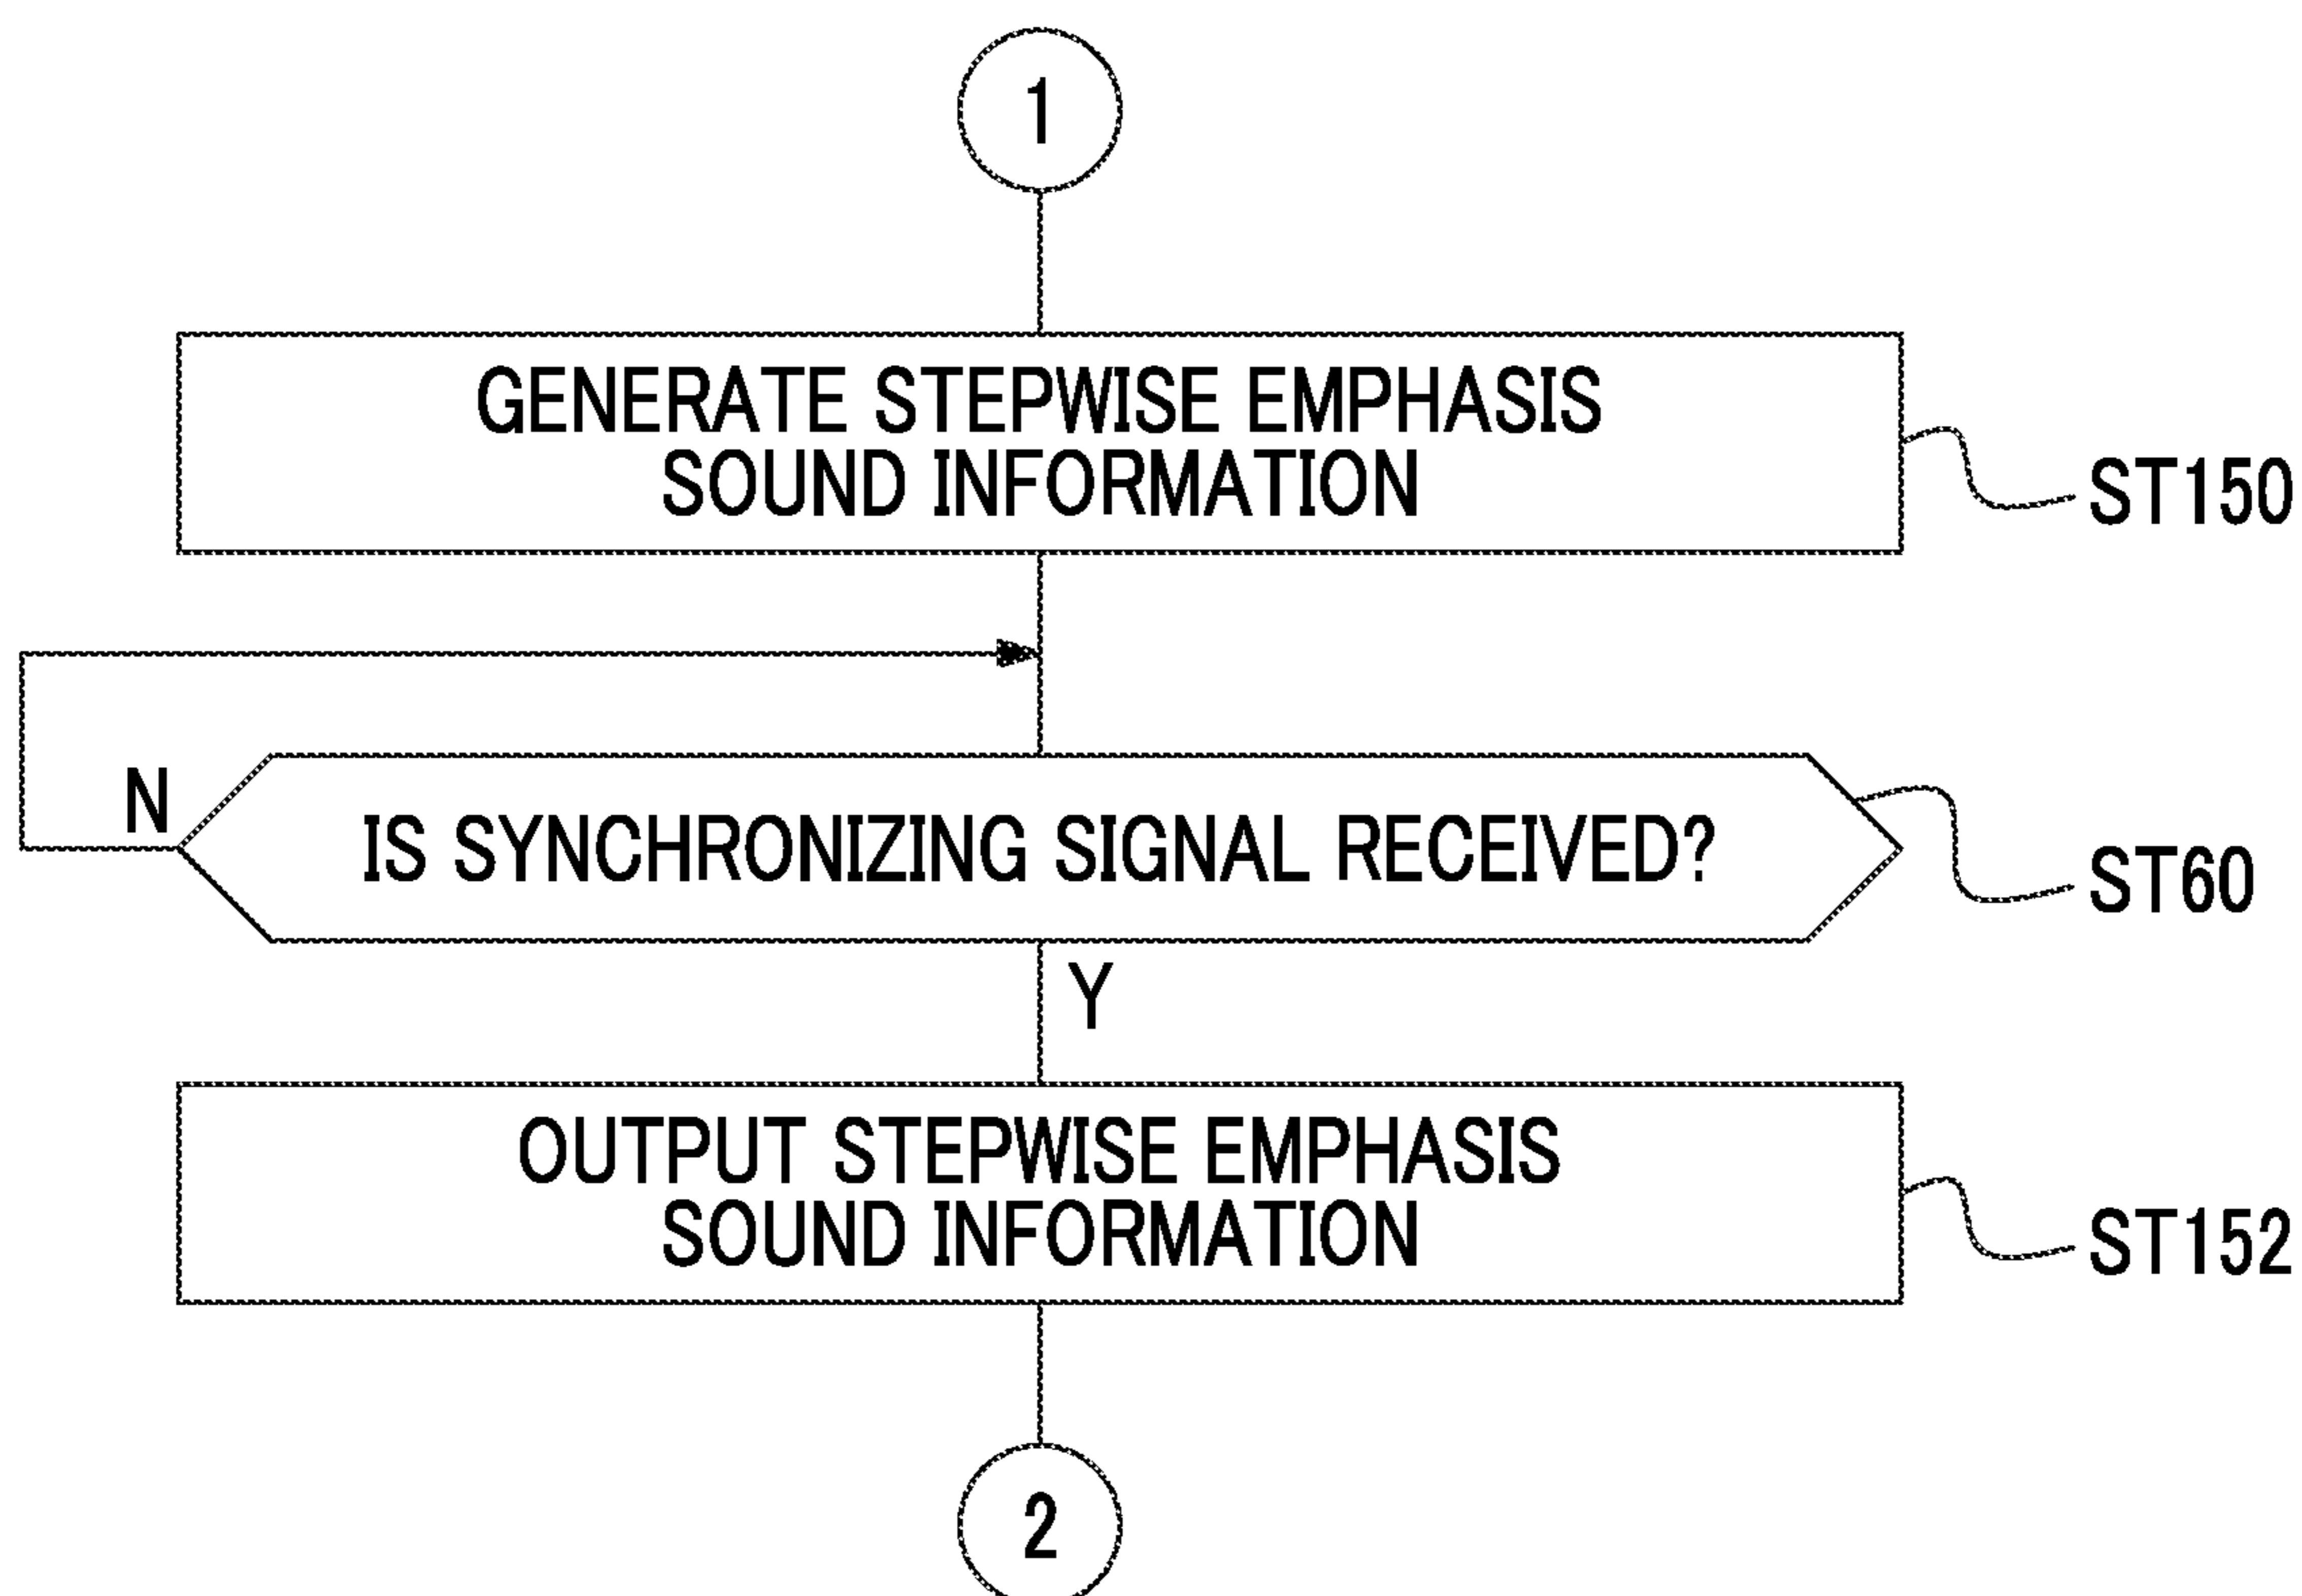 1
GENERATE STEPWISE EMPHASIS
SOUND INFORMATION
ST150
N
IS SYNCHRONIZING SIGNAL RECEIVED?
ST60
Y
OUTPUT STEPWISE EMPHASIS
SOUND INFORMATION
ST152
2